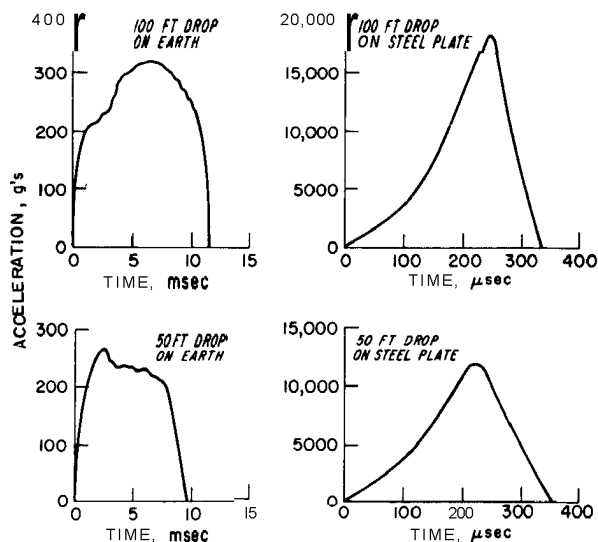 ACCELERATION, g's
400
300
200
100
0
100 FT DROP
ON EARTH
0
5
10
15
TIME, msec
20,000
15,000
10,000
5000
0
100 FT DROP
ON STEEL PLATE
0
100
200
300
400
TIME, μsec
300
200
100
0
50 FT DROP
ON EARTH
0
5
10
15
TIME, msec
15,000
10,000
5000
0
50 FT DROP
ON STEEL PLATE
0
100
200
300
400
TIME, μsec